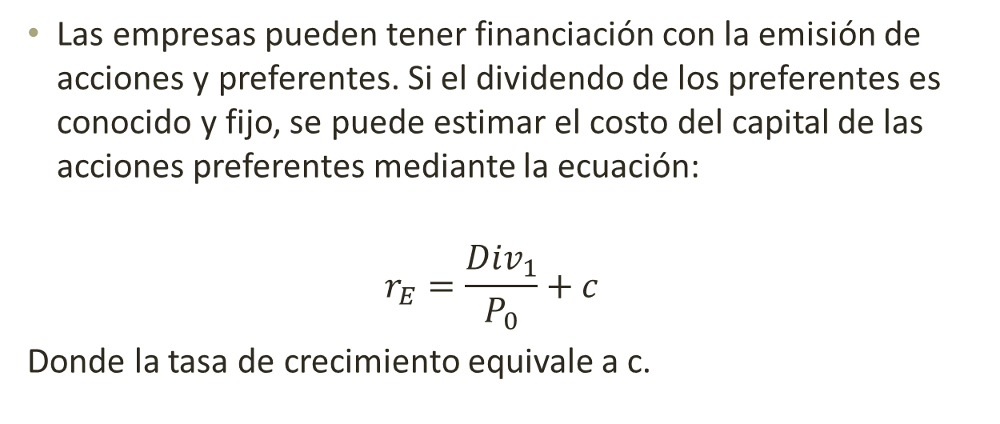 • Las empresas pueden tener financiación con la emisión de
acciones y preferentes. Si el dividendo de los preferentes es
conocido y fijo, se puede estimar el costo del capital de las
acciones preferentes mediante la ecuación:
r_E = Div_1 / P_0 + c
Donde la tasa de crecimiento equivale a c.